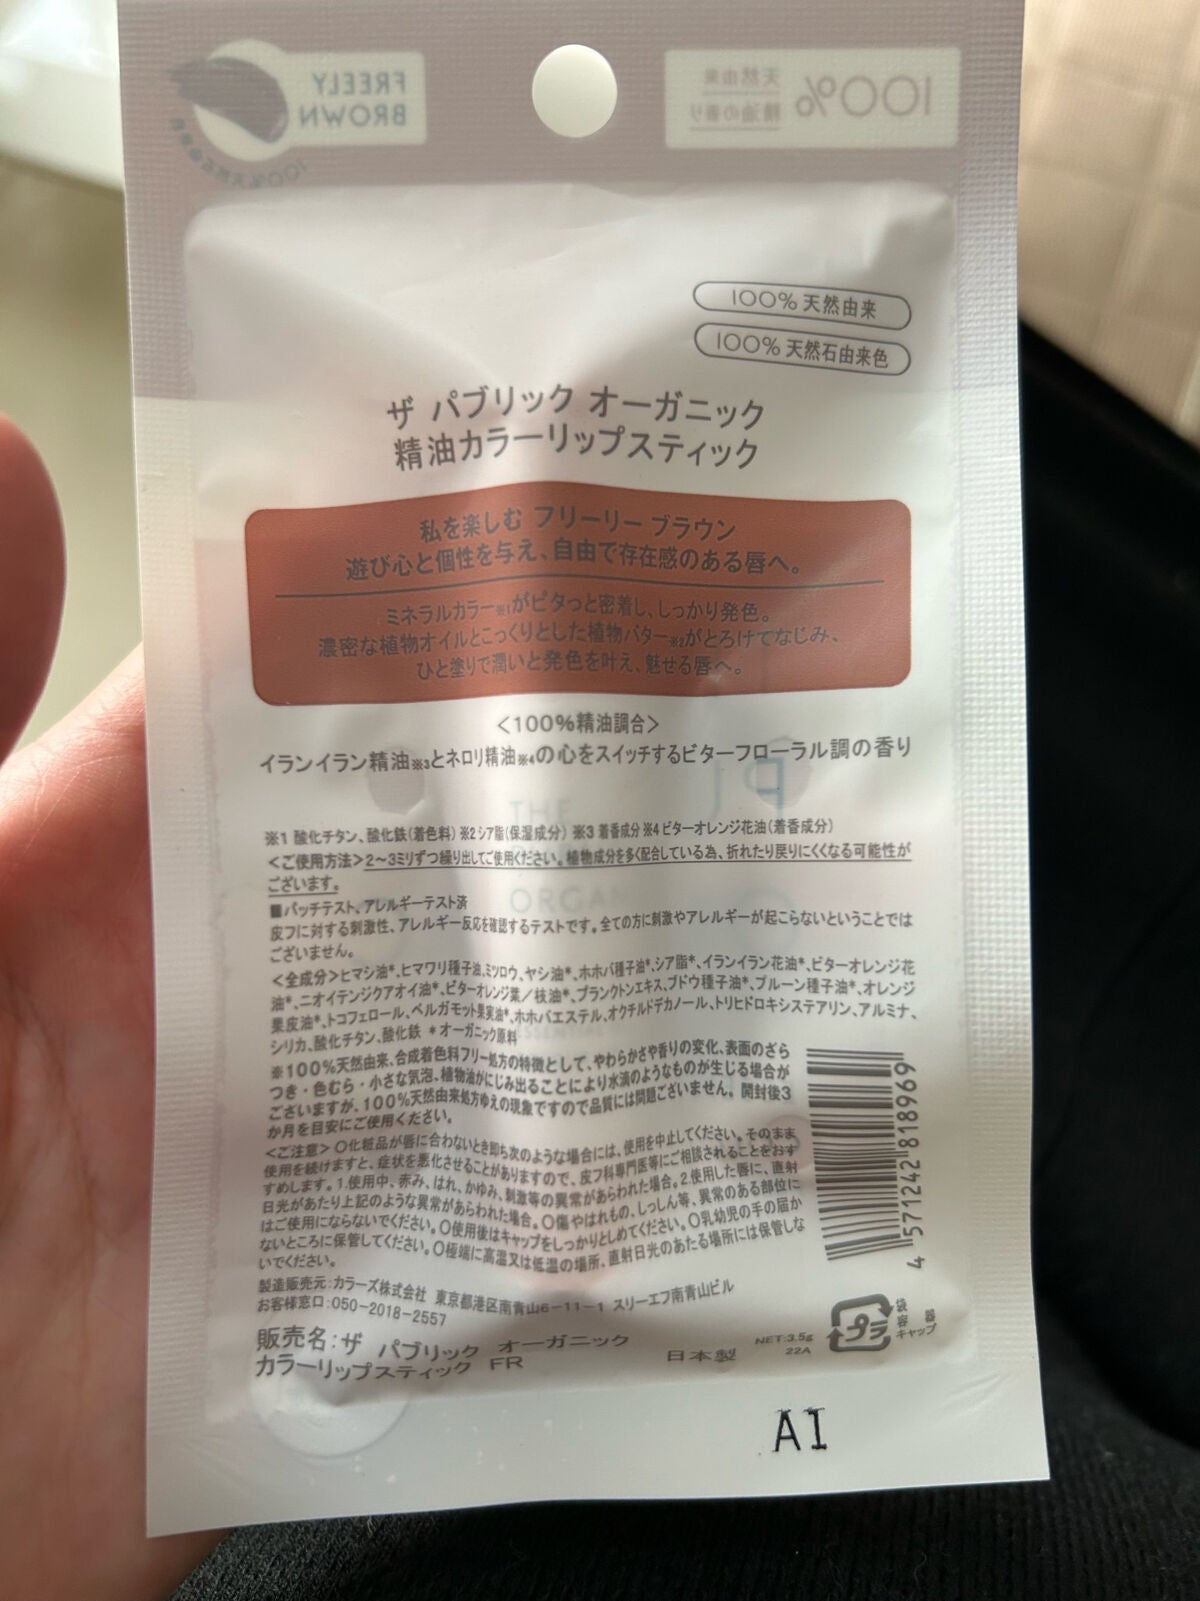 FREELY
BROWN
100%
天然由来
精油の香り
100% 天然由来
100% 天然石由来色
ザ パブリック オーガニック
精油カラーリップスティック
私を楽しむ フリーリー ブラウン
遊び心と個性を与え、自由で存在感のある唇へ。
ミネラルカラー※1がピタっと密着し、しっかり発色。
濃密な植物オイルとこっくりとした植物バター※2がとろけてなじみ、
ひと塗りで潤いと発色を叶え、魅せる唇へ。
＜100%精油調合＞
イランイラン精油※3とネロリ精油※4の心をスイッチするビターフローラル調の香り
※1 酸化チタン、酸化鉄(着色料) ※2 シア脂(保湿成分) ※3 着香成分 ※4 ビターオレンジ花油(着香成分)
＜ご使用方法＞2〜3ミリずつ繰り出してご使用ください。植物成分を多く配合している為、折れたり戻りにくくなる可能性が
ございます。
■パッチテスト、アレルギーテスト済
皮フに対する刺激性、アレルギー反応を確認するテストです。全ての方に刺激やアレルギーが起こらないということでは
ございません。
＜全成分＞ヒマシ油*、ヒマワリ種子油、ミツロウ、ヤシ油*、ホホバ種子油*、シア脂*、イランイラン花油*、ビターオレンジ花
油*、ニオイテンジクアオイ油*、ビターオレンジ葉／枝油*、プランクトンエキス、ブドウ種子油*、プルーン種子油*、オレンジ
果皮油*、トコフェロール、ベルガモット果実油*、ホホバエステル、オクチルドデカノール、トリヒドロキシステアリン、アルミナ、
シリカ、酸化チタン、酸化鉄 *オーガニック原料
※100%天然由来、合成着色料フリー処方の特徴として、やわらかさや香りの変化、表面のざら
つき・色むら・小さな気泡、植物油がにじみ出ることにより水滴のようなものが生じる場合が
ございますが、100%天然由来処方ゆえの現象ですので品質には問題ございません。開封後3
か月を目安にご使用ください。
＜ご注意＞○化粧品が唇に合わないとき即ち次のような場合には、使用を中止してください。そのまま
使用を続けますと、症状を悪化させることがありますので、皮フ科専門医等にご相談されることをおす
すめします。1.使用中、赤み、はれ、かゆみ、刺激等の異常があらわれた場合。2.使用した唇に、直射
日光があたり上記のような異常があらわれた場合。○傷やはれもの、しっしん等、異常のある部位に
はご使用にならないでください。○使用後はキャップをしっかりとしめてください。○乳幼児の手の届か
ないところに保管してください。○極端に高温又は低温の場所、直射日光のあたる場所には保管しな
いでください。
製造販売元：カラーズ株式会社 東京都港区南青山6-11-1 スリーエフ南青山ビル
お客様窓口：050-2018-2557
販売名：ザ パブリック オーガニック
カラーリップスティック FR
日本製
NET:3.5g
22A
プラ
袋
容器
キャップ
4 571242 818969
AI